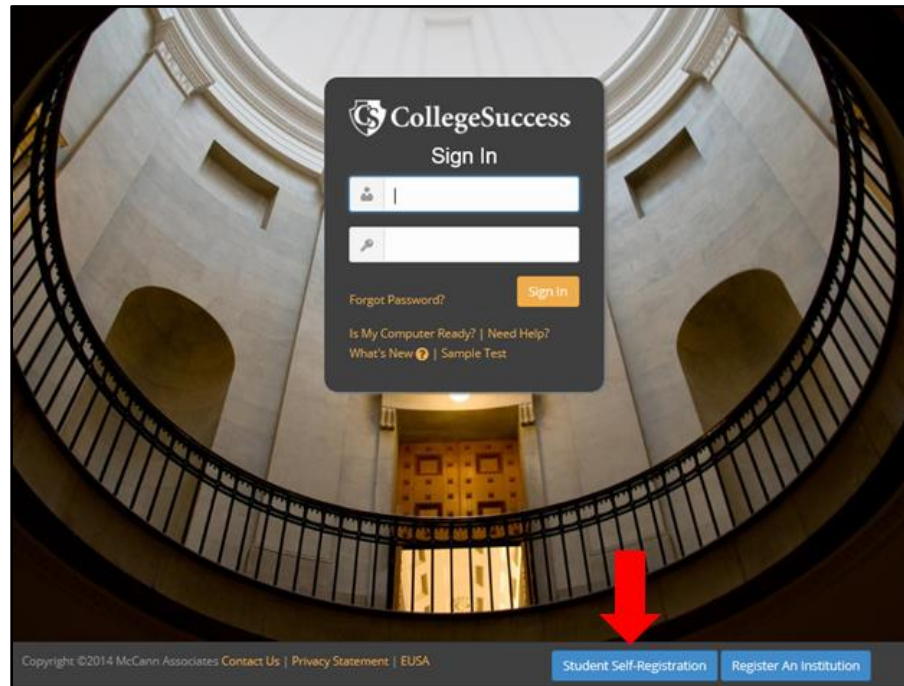 CS CollegeSuccess
Sign In
Forgot Password?
Sign In
Is My Computer Ready? | Need Help?
What's New ? | Sample Test
Copyright ©2014 McCann Associates Contact Us | Privacy Statement | EUSA
Student Self-Registration
Register An Institution